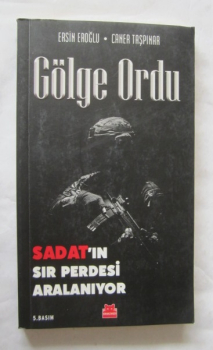 ERSİN EROĞLU • CANER TAŞPINAR
Gölge Ordu
SADAT'IN
SIR PERDESİ
ARALANIYOR
5.BASIM